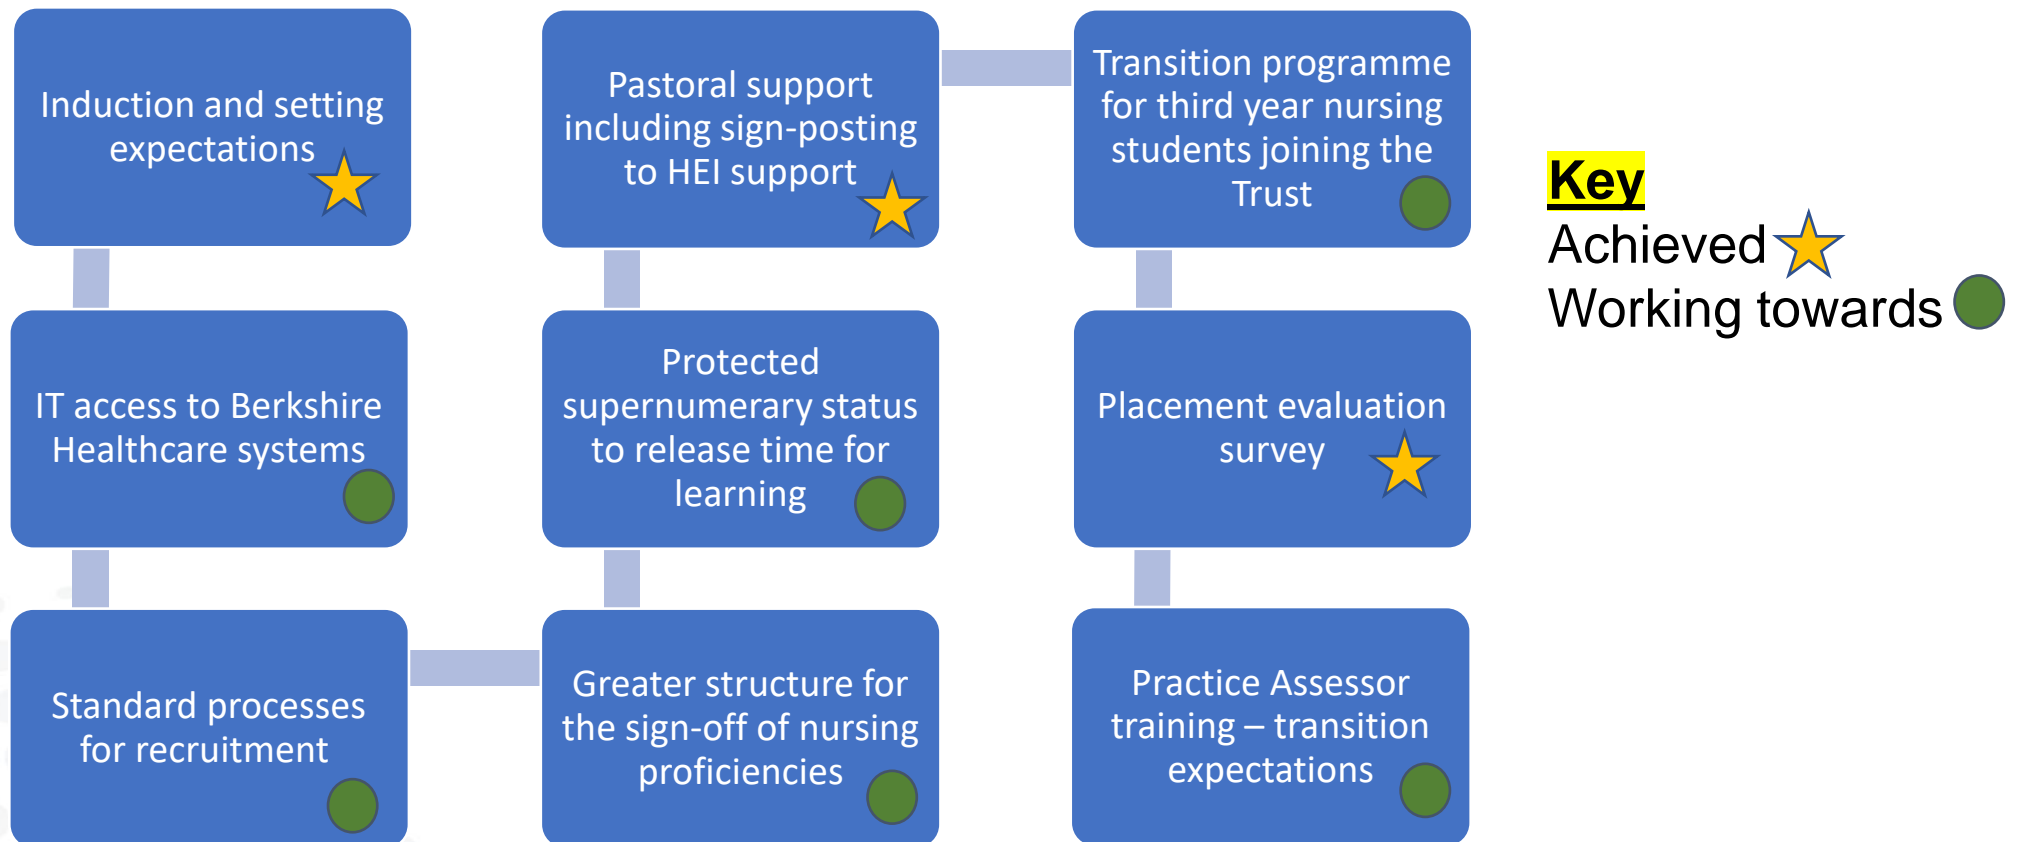 Induction and setting
expectations
IT access to Berkshire
Healthcare systems
Standard processes
for recruitment
Greater structure for
the sign-off of nursing
proficiencies
Protected
supernumerary status
to release time for
learning
Pastoral support
including sign-posting
to HEI support
Transition programme
for third year nursing
students joining the
Trust
Placement evaluation
survey
Practice Assessor
training – transition
expectations
Key
Achieved
Working towards